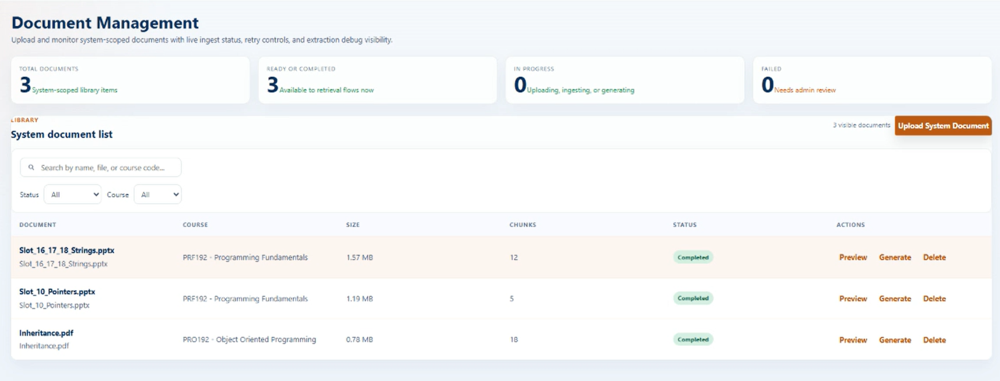 Document Management
Upload and monitor system-scoped documents with live ingest status, retry controls, and extraction debug visibility.
TOTAL DOCUMENTS
3 System-scoped library items
READY OR COMPLETED
3 Available to retrieval flows now
IN PROGRESS
0 Uploading, ingesting, or generating
FAILED
0 Needs admin review
LIBRARY
System document list
3 visible documents
Upload System Document
Search by name, file, or course code...
Status All Course All
DOCUMENT COURSE SIZE CHUNKS STATUS ACTIONS
Slot_16_17_18_Strings.pptx
Slot_16_17_18_Strings.pptx
PRF192 - Programming Fundamentals 1.57 MB 12 Completed Preview Generate Delete
Slot_10_Pointers.pptx
Slot_10_Pointers.pptx
PRF192 - Programming Fundamentals 1.19 MB 5 Completed Preview Generate Delete
Inheritance.pdf
Inheritance.pdf
PRO192 - Object Oriented Programming 0.78 MB 18 Completed Preview Generate Delete